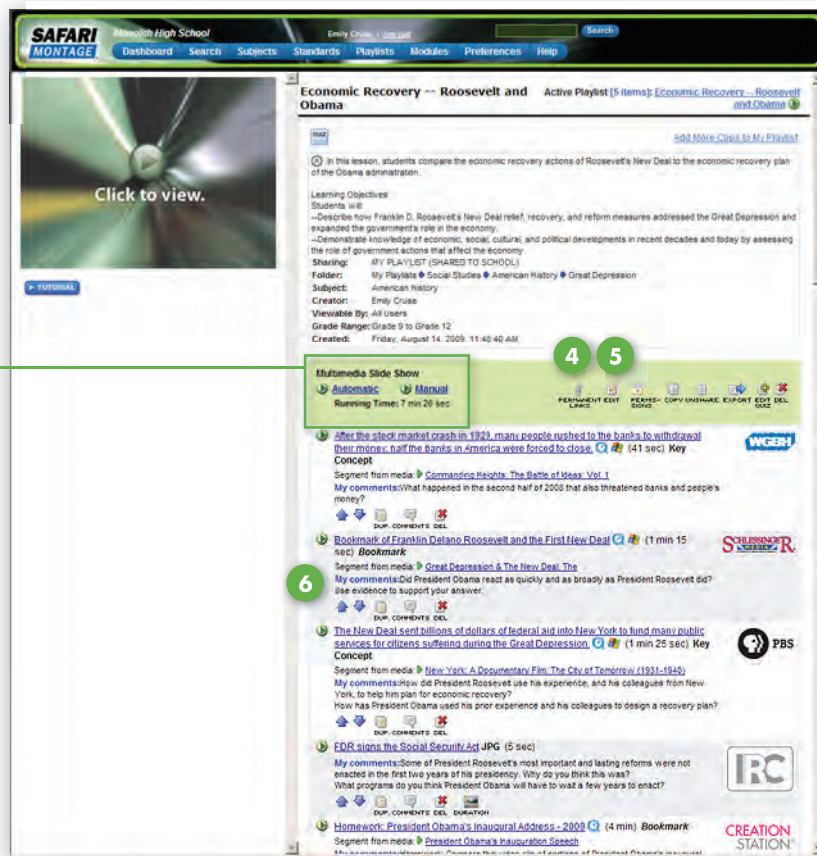 SAFARI
MONTAGE
Monolith High School
Emily Cruse | Log out
Search
Dashboard Search Subjects Standards Playlists Modules Preferences Help
Click to view.
TUTORIAL
Economic Recovery -- Roosevelt and
Obama
Active Playlist [5 items]: Economic Recovery -- Roosevelt
and Obama
QUIZ
Add More Clips to My Playlist
In this lesson, students compare the economic recovery actions of Roosevelt's New Deal to the economic recovery plan
of the Obama administration.
Learning Objectives
Students will
--Describe how Franklin D. Roosevelt's New Deal relief, recovery, and reform measures addressed the Great Depression and
expanded the government's role in the economy.
--Demonstrate knowledge of economic, social, cultural, and political developments in recent decades and today by assessing
the role of government actions that affect the economy.
Sharing: MY PLAYLIST (SHARED TO SCHOOL)
Folder: My Playlists Social Studies American History Great Depression
Subject: American History
Creator: Emily Cruse
Viewable By: All Users
Grade Range: Grade 9 to Grade 12
Created: Friday, August 14, 2009, 11:48:40 AM
4 5
Multimedia Slide Show
Automatic Manual
Running Time: 7 min 26 sec
PERMANENT LINKS EDIT PERMIS-SIONS COPY UNSHARE EXPORT EDIT QUIZ DEL
After the stock market crash in 1929, many people rushed to the banks to withdrawal
their money; half the banks in America were forced to close. (41 sec) Key
Concept
WGBH
Segment from media: Commanding Heights: The Battle of Ideas: Vol. 1
My comments:What happened in the second half of 2008 that also threatened banks and people's
money?
DUP. COMMENTS DEL
Bookmark of Franklin Delano Roosevelt and the First New Deal (1 min 15
sec) Bookmark
SCHLESSINGER
MEDIA
Segment from media: Great Depression & The New Deal, The
6
My comments:Did President Obama react as quickly and as broadly as President Roosevelt did?
Use evidence to support your answer.
DUP. COMMENTS DEL
The New Deal sent billions of dollars of federal aid into New York to fund many public
services for citizens suffering during the Great Depression. (1 min 25 sec) Key
Concept
PBS
Segment from media: New York: A Documentary Film: The City of Tomorrow (1931-1940)
My comments:How did President Roosevelt use his experience, and his colleagues from New
York, to help him plan for economic recovery?
How has President Obama used his prior experience and his colleagues to design a recovery plan?
DUP. COMMENTS DEL
FDR signs the Social Security Act JPG (5 sec)
My comments:Some of President Roosevelt's most important and lasting reforms were not
enacted in the first two years of his presidency. Why do you think this was?
What programs do you think President Obama will have to wait a few years to enact?
IRC
DUP. COMMENTS DEL DURATION
Homework: President Obama's Inaugural Address - 2009 (4 min) Bookmark
Segment from media: President Obama's Inauguration Speech
CREATION
STATION
My comments:Homework: Compare this video clip of portions of President Obama's inaugural